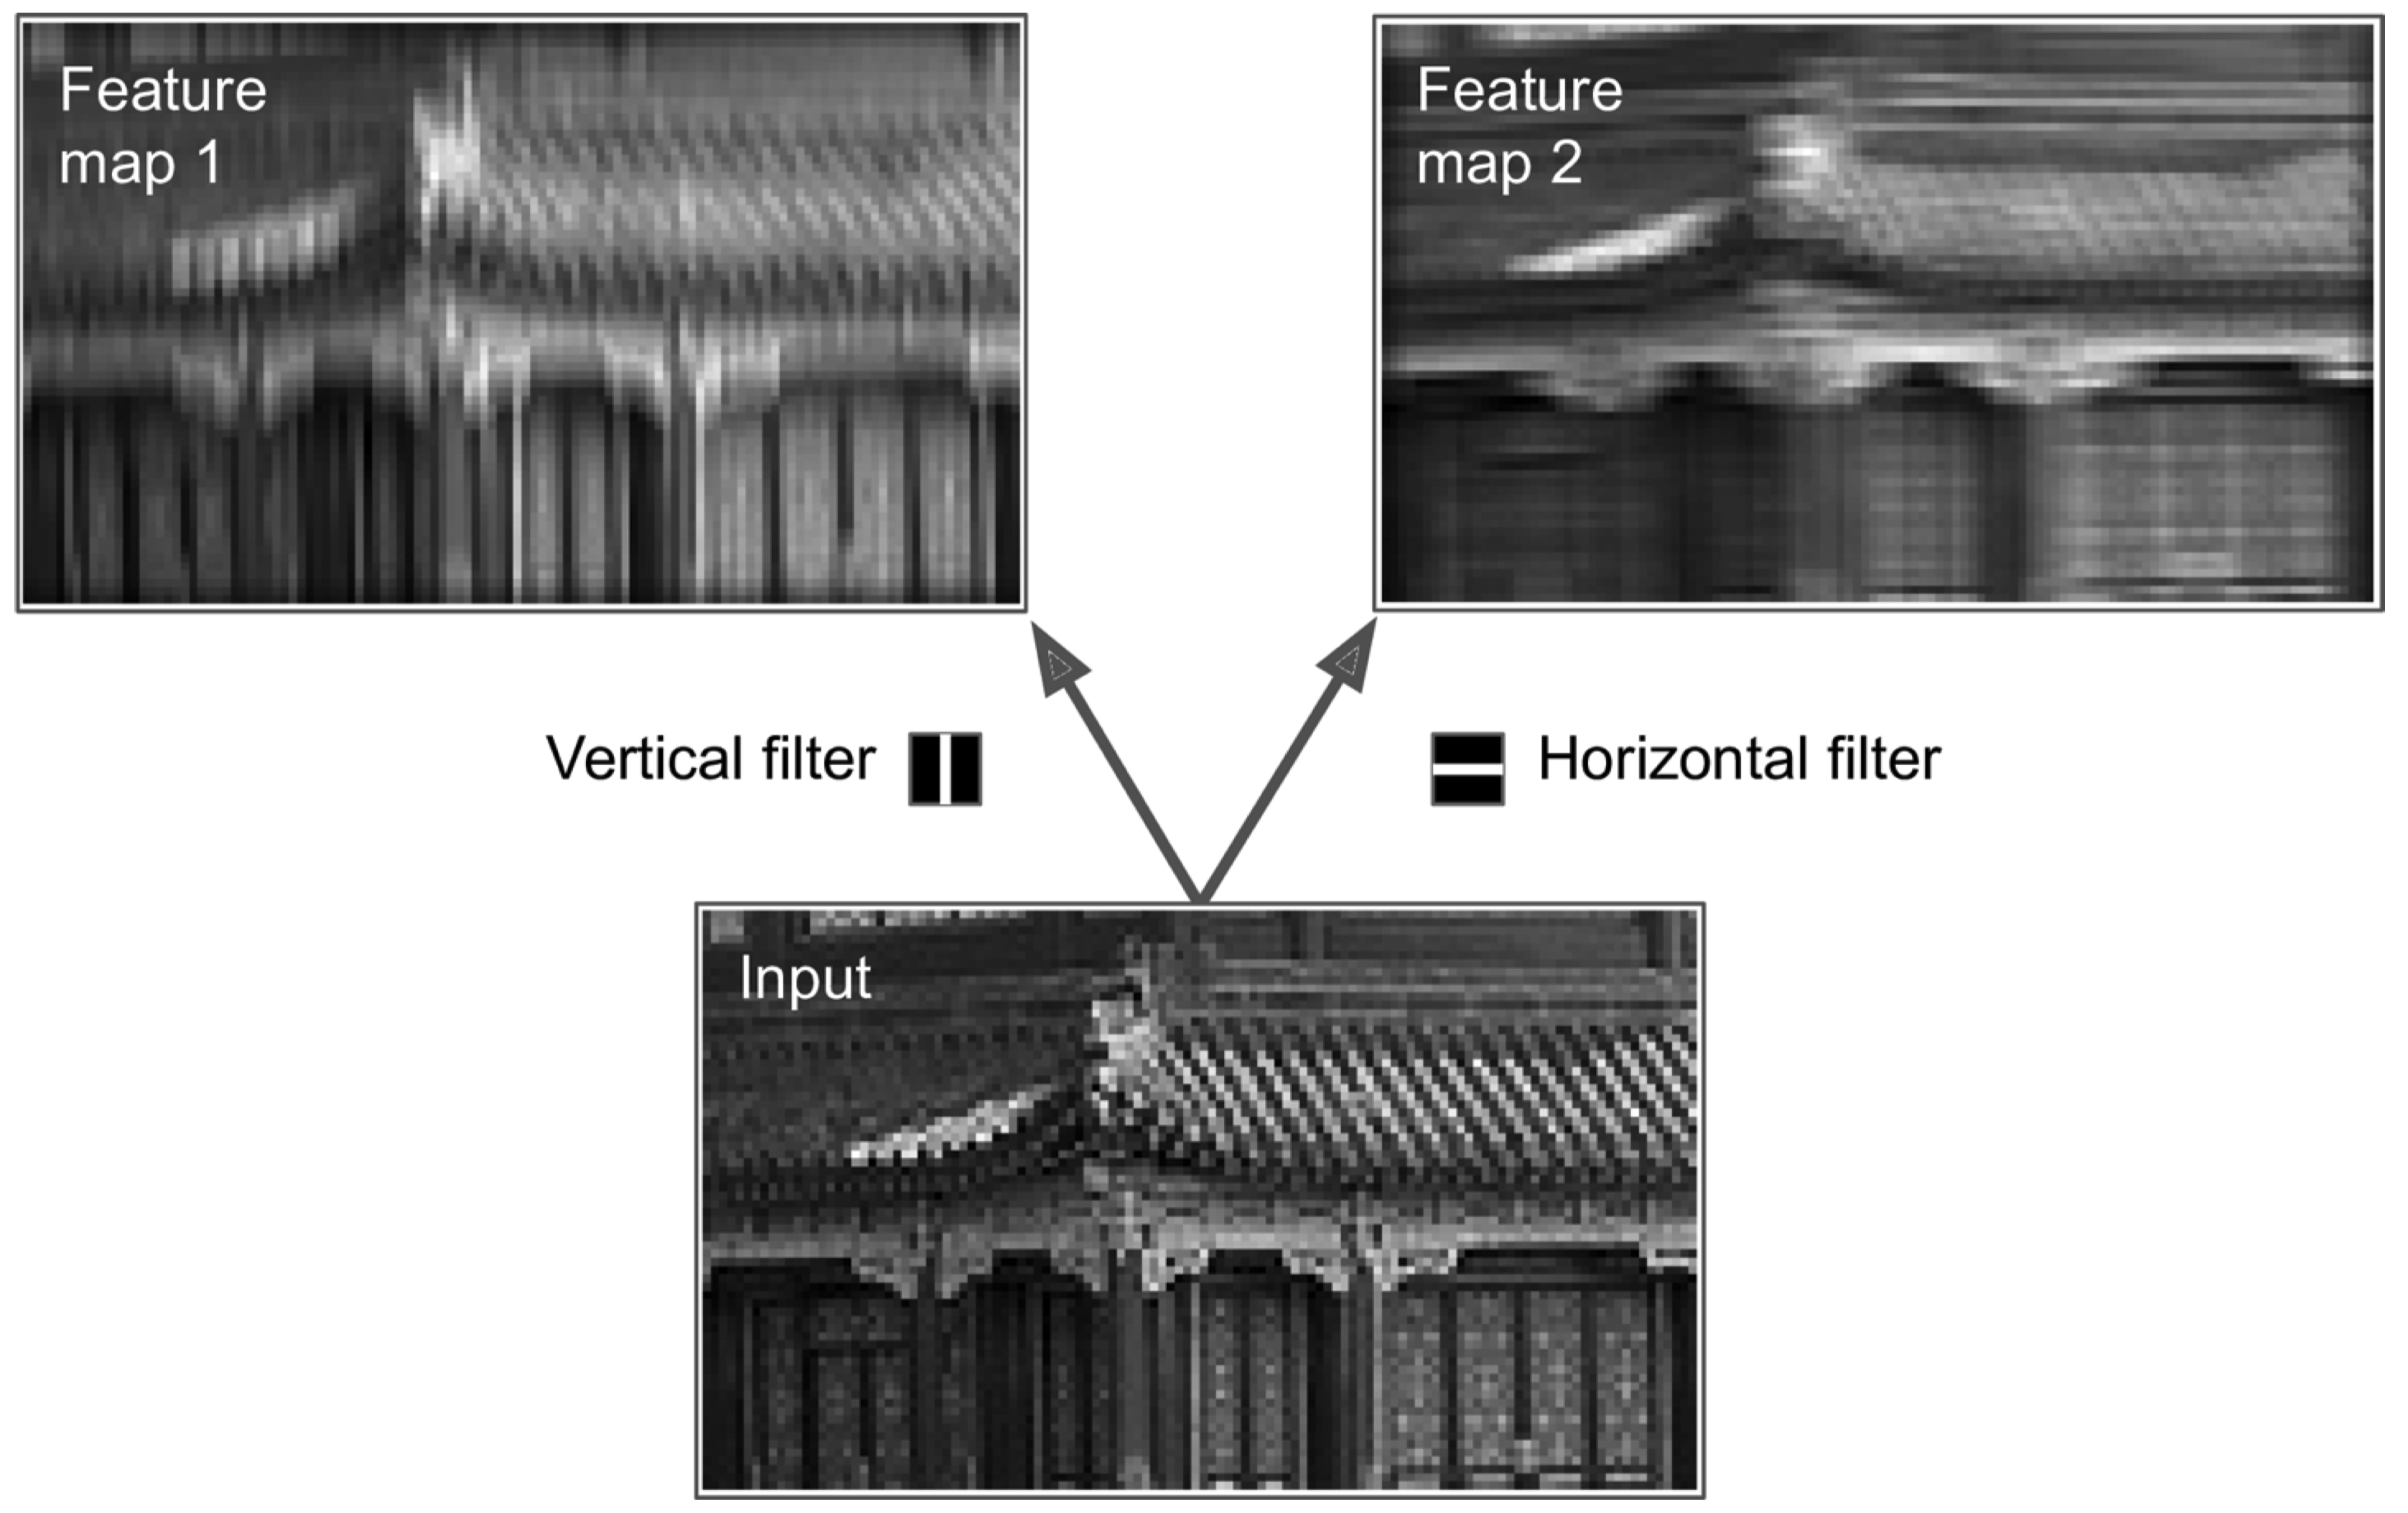 Feature
map 1
Feature
map 2
Vertical filter
Horizontal filter
Input